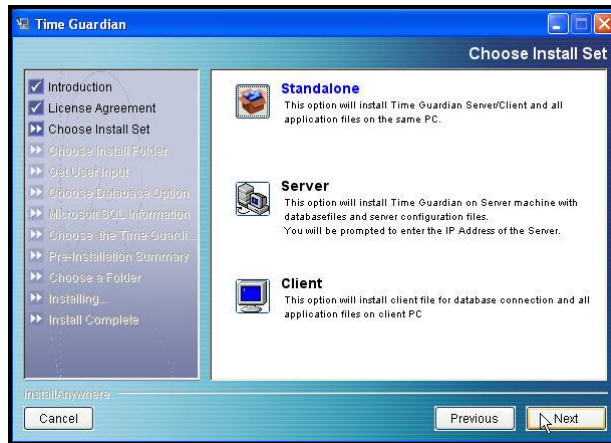 Time Guardian
Choose Install Set
Introduction
License Agreement
Choose Install Set
Choose Install Folder
Get User Input
Choose Database Option
Microsoft SQL Information
Choose the Time Guardi...
Pre-Installation Summary
Choose a Folder
Installing...
Install Complete
Standalone
This option will install Time Guardian Server/Client and all
application files on the same PC.
Server
This option will install Time Guardian on Server machine with
databasefiles and server configuration files.
You will be prompted to enter the IP Address of the Server.
Client
This option will install client file for database connection and all
application files on client PC
InstallAnywhere
Cancel
Previous
Next